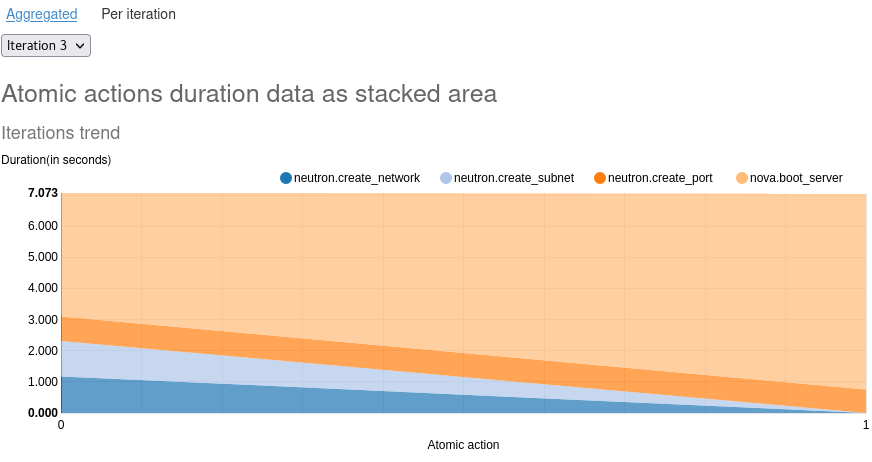 Aggregated Per iteration
Iteration 3
Atomic actions duration data as stacked area
Iterations trend
Duration(in seconds)
neutron.create_network neutron.create_subnet neutron.create_port nova.boot_server
7.073
6.000
5.000
4.000
3.000
2.000
1.000
0.000
0 1
Atomic action